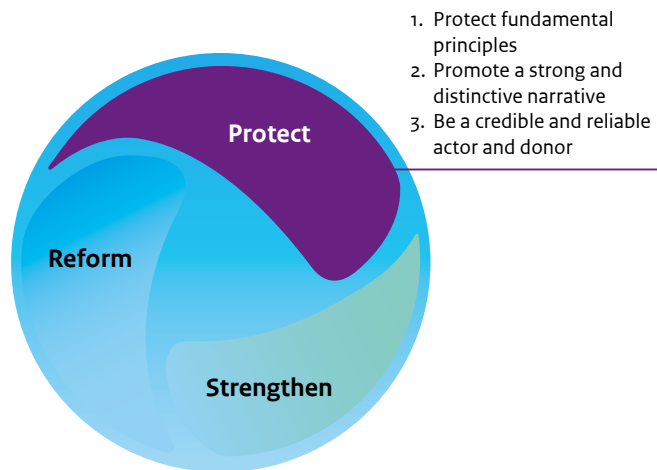 1. Protect fundamental
principles
2. Promote a strong and
distinctive narrative
3. Be a credible and reliable
actor and donor
Protect
Reform
Strengthen